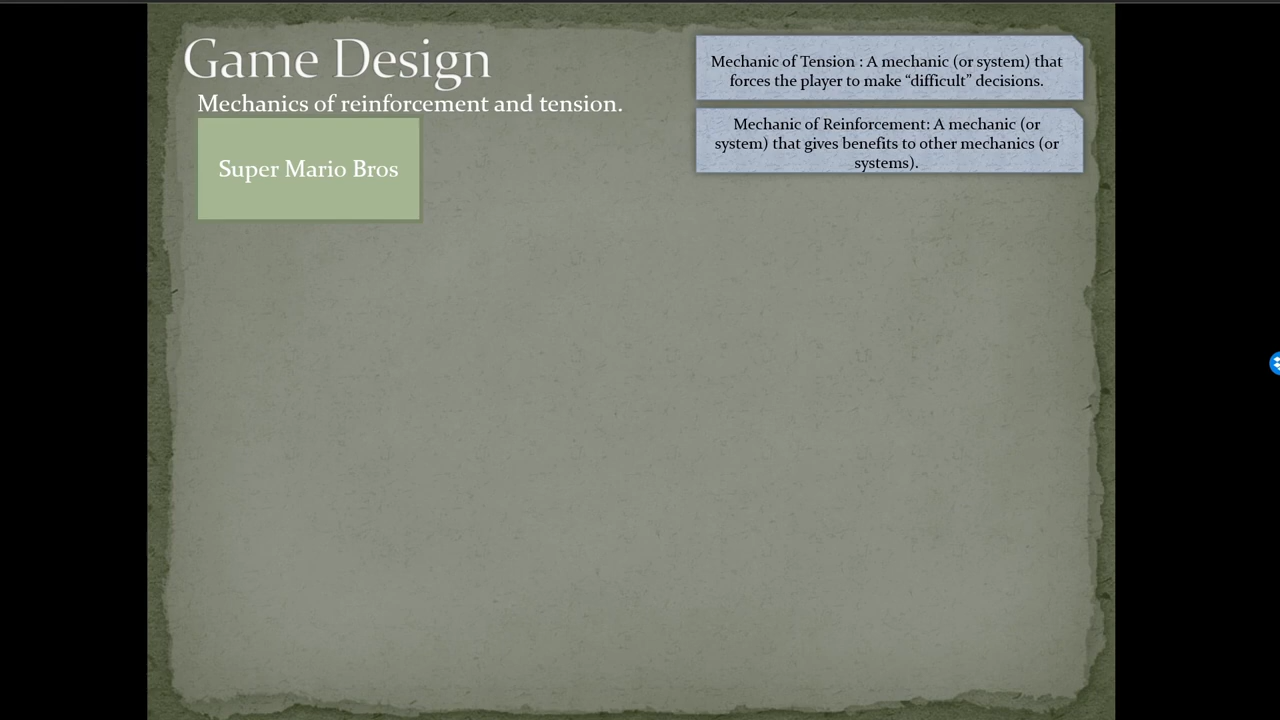 Game Design
Mechanics of reinforcement and tension.
Super Mario Bros
Mechanic of Tension : A mechanic (or system) that
forces the player to make “difficult” decisions.
Mechanic of Reinforcement: A mechanic (or
system) that gives benefits to other mechanics (or
systems).